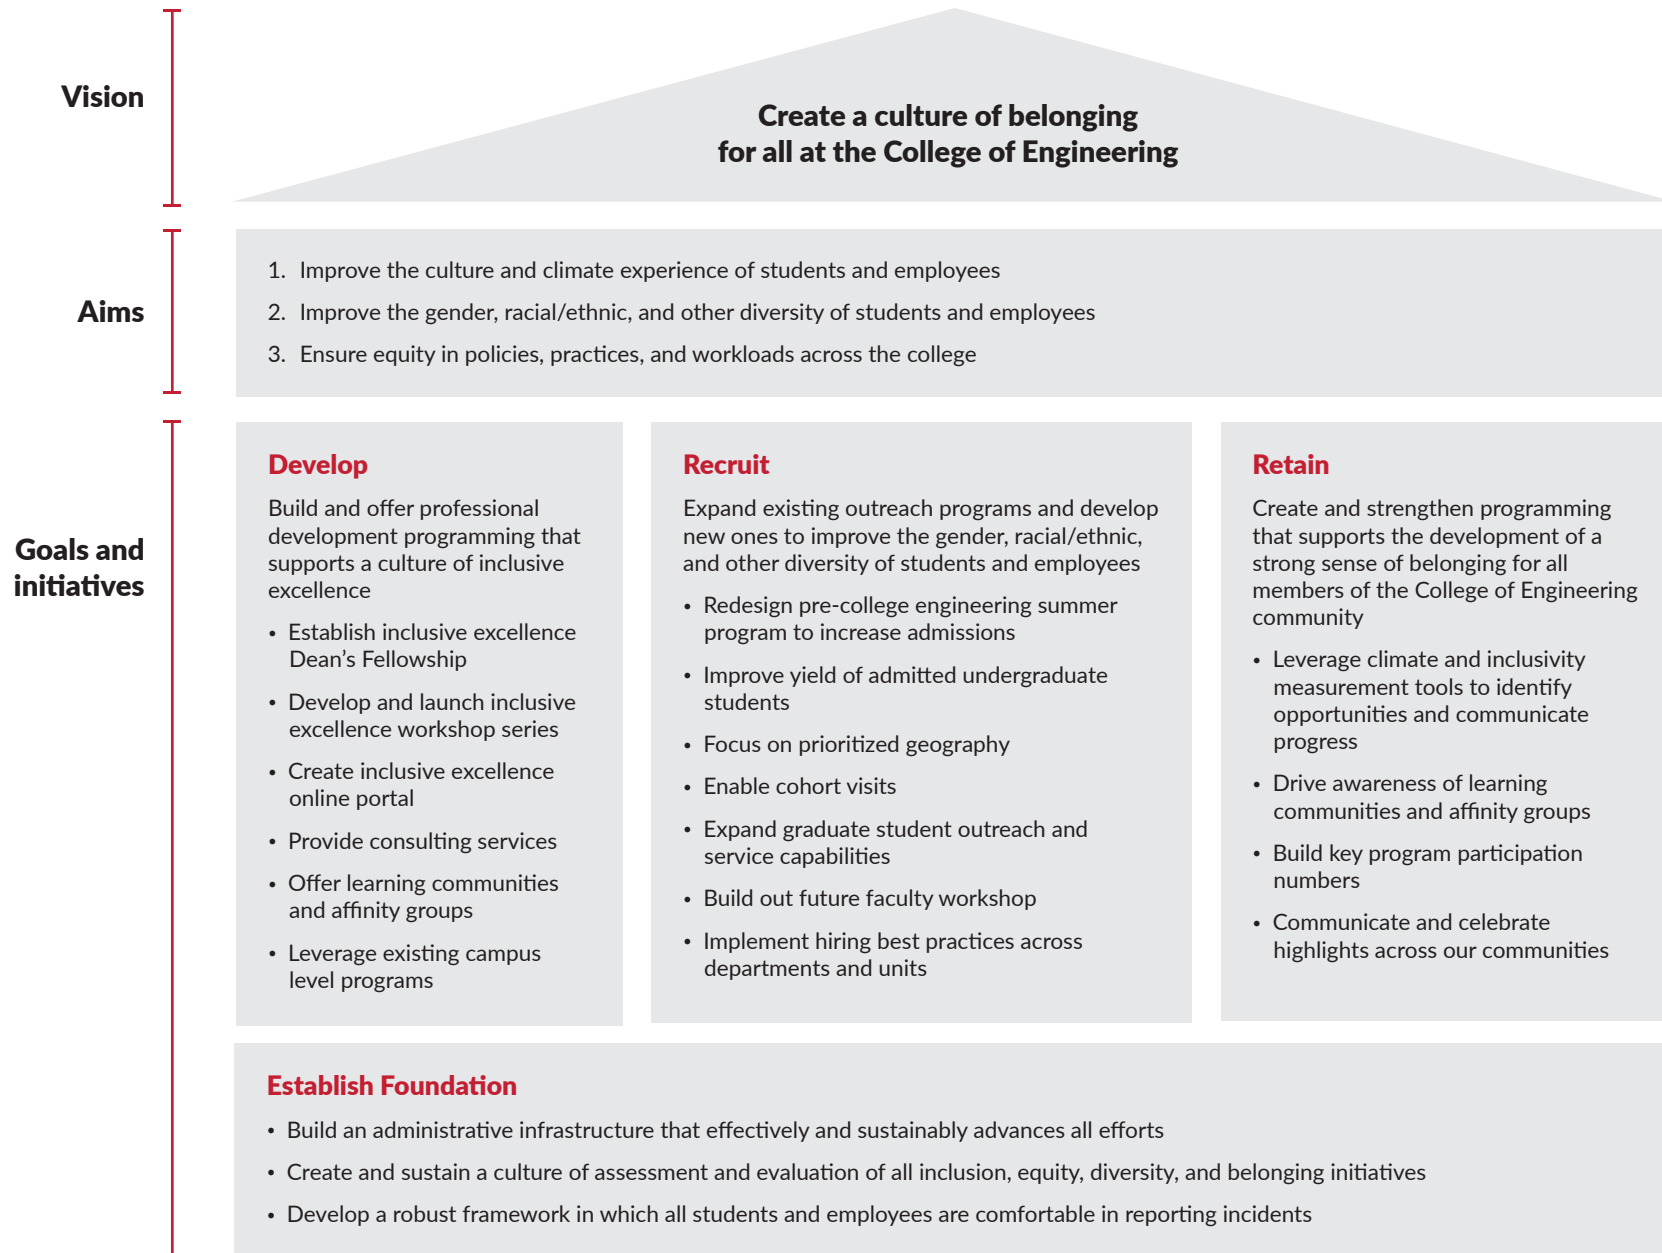 Vision
Create a culture of belonging
for all at the College of Engineering
Aims
1. Improve the culture and climate experience of students and employees
2. Improve the gender, racial/ethnic, and other diversity of students and employees
3. Ensure equity in policies, practices, and workloads across the college
Goals and
initiatives
Develop
Build and offer professional
development programming that
supports a culture of inclusive
excellence
• Establish inclusive excellence
Dean’s Fellowship
• Develop and launch inclusive
excellence workshop series
• Create inclusive excellence
online portal
• Provide consulting services
• Offer learning communities
and affinity groups
• Leverage existing campus
level programs
Recruit
Expand existing outreach programs and develop
new ones to improve the gender, racial/ethnic,
and other diversity of students and employees
• Redesign pre-college engineering summer
program to increase admissions
• Improve yield of admitted undergraduate
students
• Focus on prioritized geography
• Enable cohort visits
• Expand graduate student outreach and
service capabilities
• Build out future faculty workshop
• Implement hiring best practices across
departments and units
Retain
Create and strengthen programming
that supports the development of a
strong sense of belonging for all
members of the College of Engineering
community
• Leverage climate and inclusivity
measurement tools to identify
opportunities and communicate
progress
• Drive awareness of learning
communities and affinity groups
• Build key program participation
numbers
• Communicate and celebrate
highlights across our communities
Establish Foundation
• Build an administrative infrastructure that effectively and sustainably advances all efforts
• Create and sustain a culture of assessment and evaluation of all inclusion, equity, diversity, and belonging initiatives
• Develop a robust framework in which all students and employees are comfortable in reporting incidents